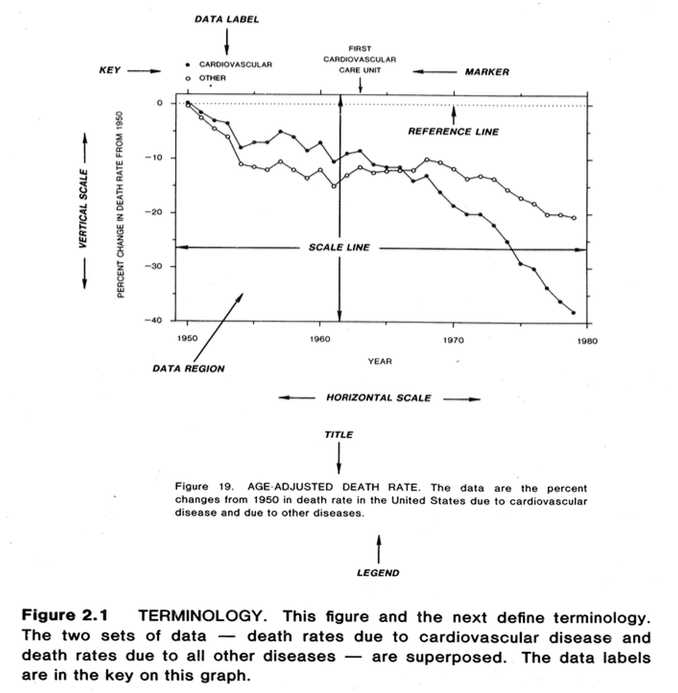 DATA LABEL
KEY
● CARDIOVASCULAR
○ OTHER
FIRST
CARDIOVASCULAR
CARE UNIT
MARKER
REFERENCE LINE
VERTICAL SCALE
PERCENT CHANGE IN DEATH RATE FROM 1950
0
−10
−20
−30
−40
SCALE LINE
1950 1960 1970 1980
YEAR
DATA REGION
HORIZONTAL SCALE
TITLE
Figure 19. AGE-ADJUSTED DEATH RATE. The data are the percent
changes from 1950 in death rate in the United States due to cardiovascular
disease and due to other diseases.
LEGEND
Figure 2.1 TERMINOLOGY. This figure and the next define terminology.
The two sets of data — death rates due to cardiovascular disease and
death rates due to all other diseases — are superposed. The data labels
are in the key on this graph.